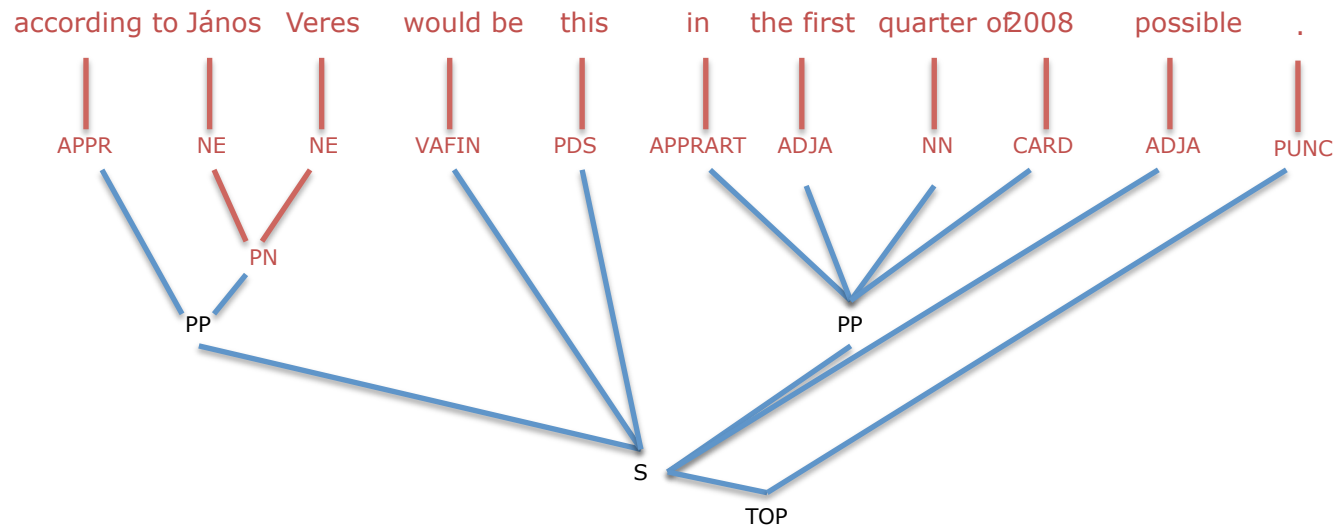 according to János Veres would be this in the first quarter of 2008 possible .
APPR NE NE VAFIN PDS APPRART ADJA NN CARD ADJA PUNC
PN
PP PP
S
TOP